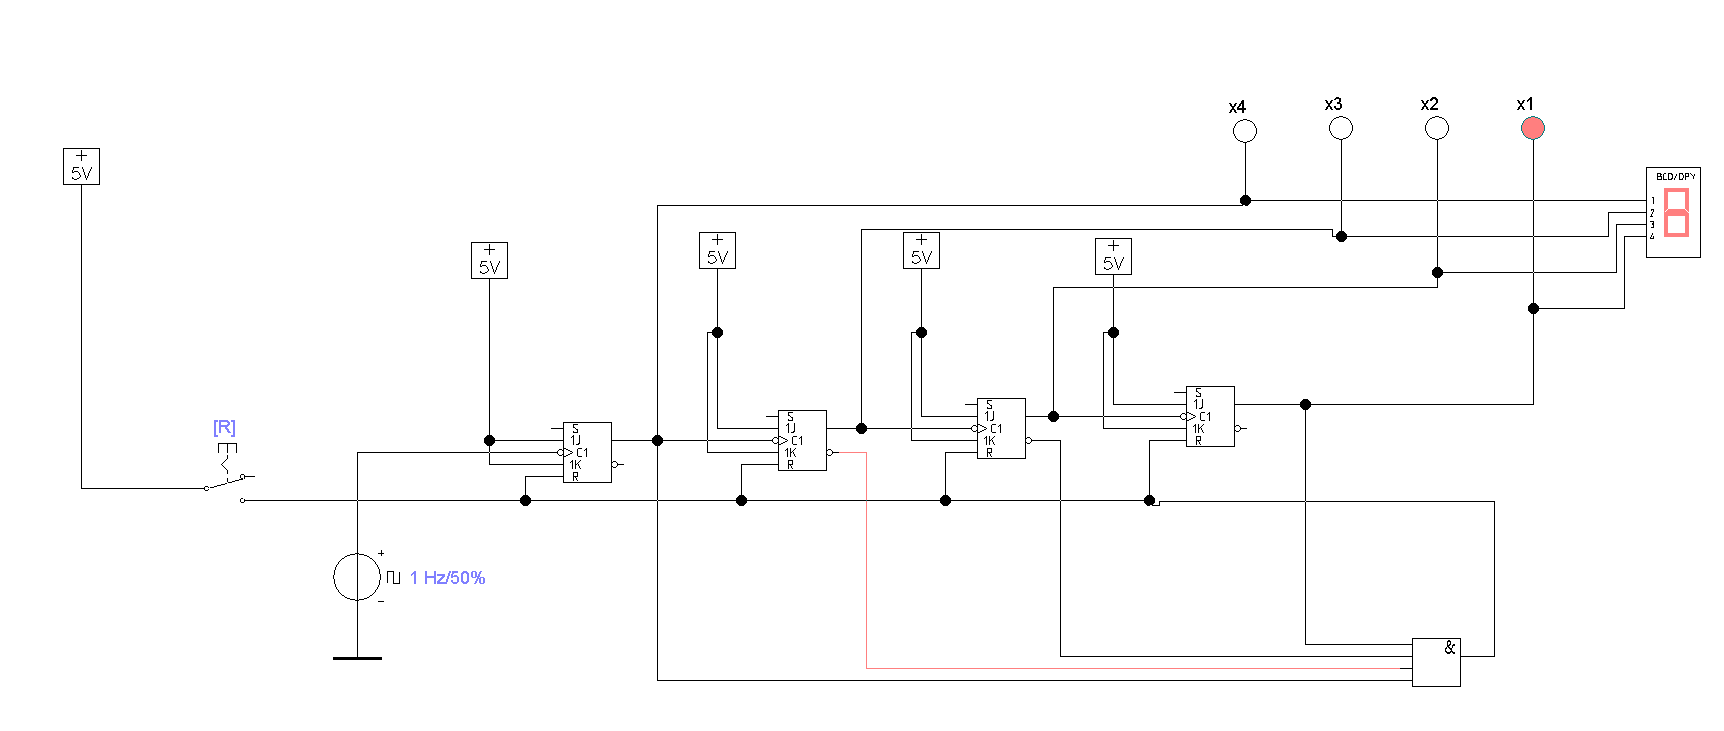 x4 x3 x2 x1
+
5V
BCD/DPY
1
2
3
4
+
5V
+
5V
+
5V
+
5V
[R]
S
1J
C1
1K
R
S
1J
C1
1K
R
S
1J
C1
1K
R
S
1J
C1
1K
R
+
1 Hz/50%
−
&
8